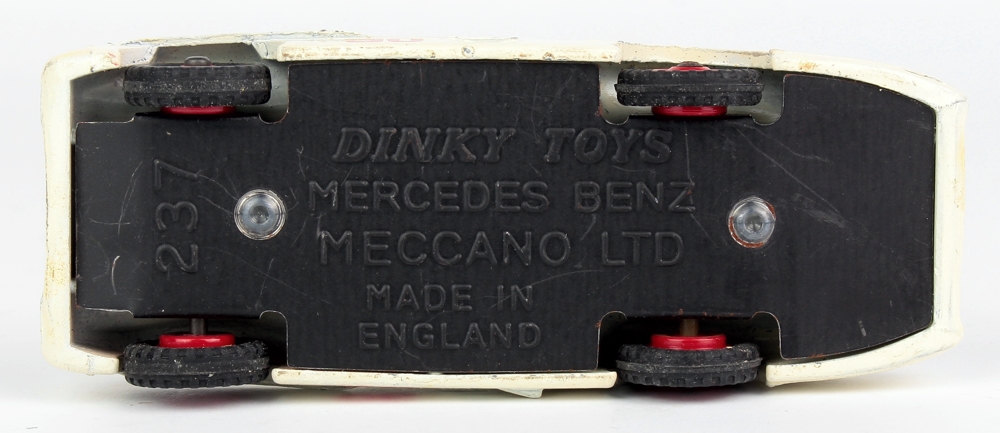 DINKY TOYS
MERCEDES BENZ
MECCANO LTD
MADE IN
ENGLAND
237